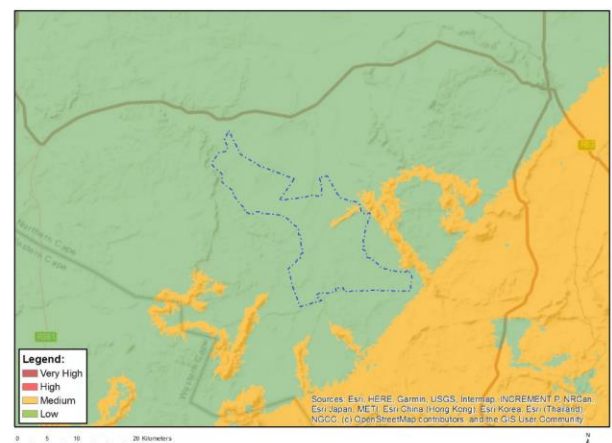 Northern Cape
Western Cape
Western Cape
Legend:
Very High
High
Medium
Low
Sources: Esri, HERE, Garmin, USGS, Intermap, INCREMENT P, NRCan,
Esri Japan, METI, Esri China (Hong Kong), Esri Korea, Esri (Thailand),
NGCC, (c) OpenStreetMap contributors, and the GIS User Community
0 5 10 20 Kilometers
N